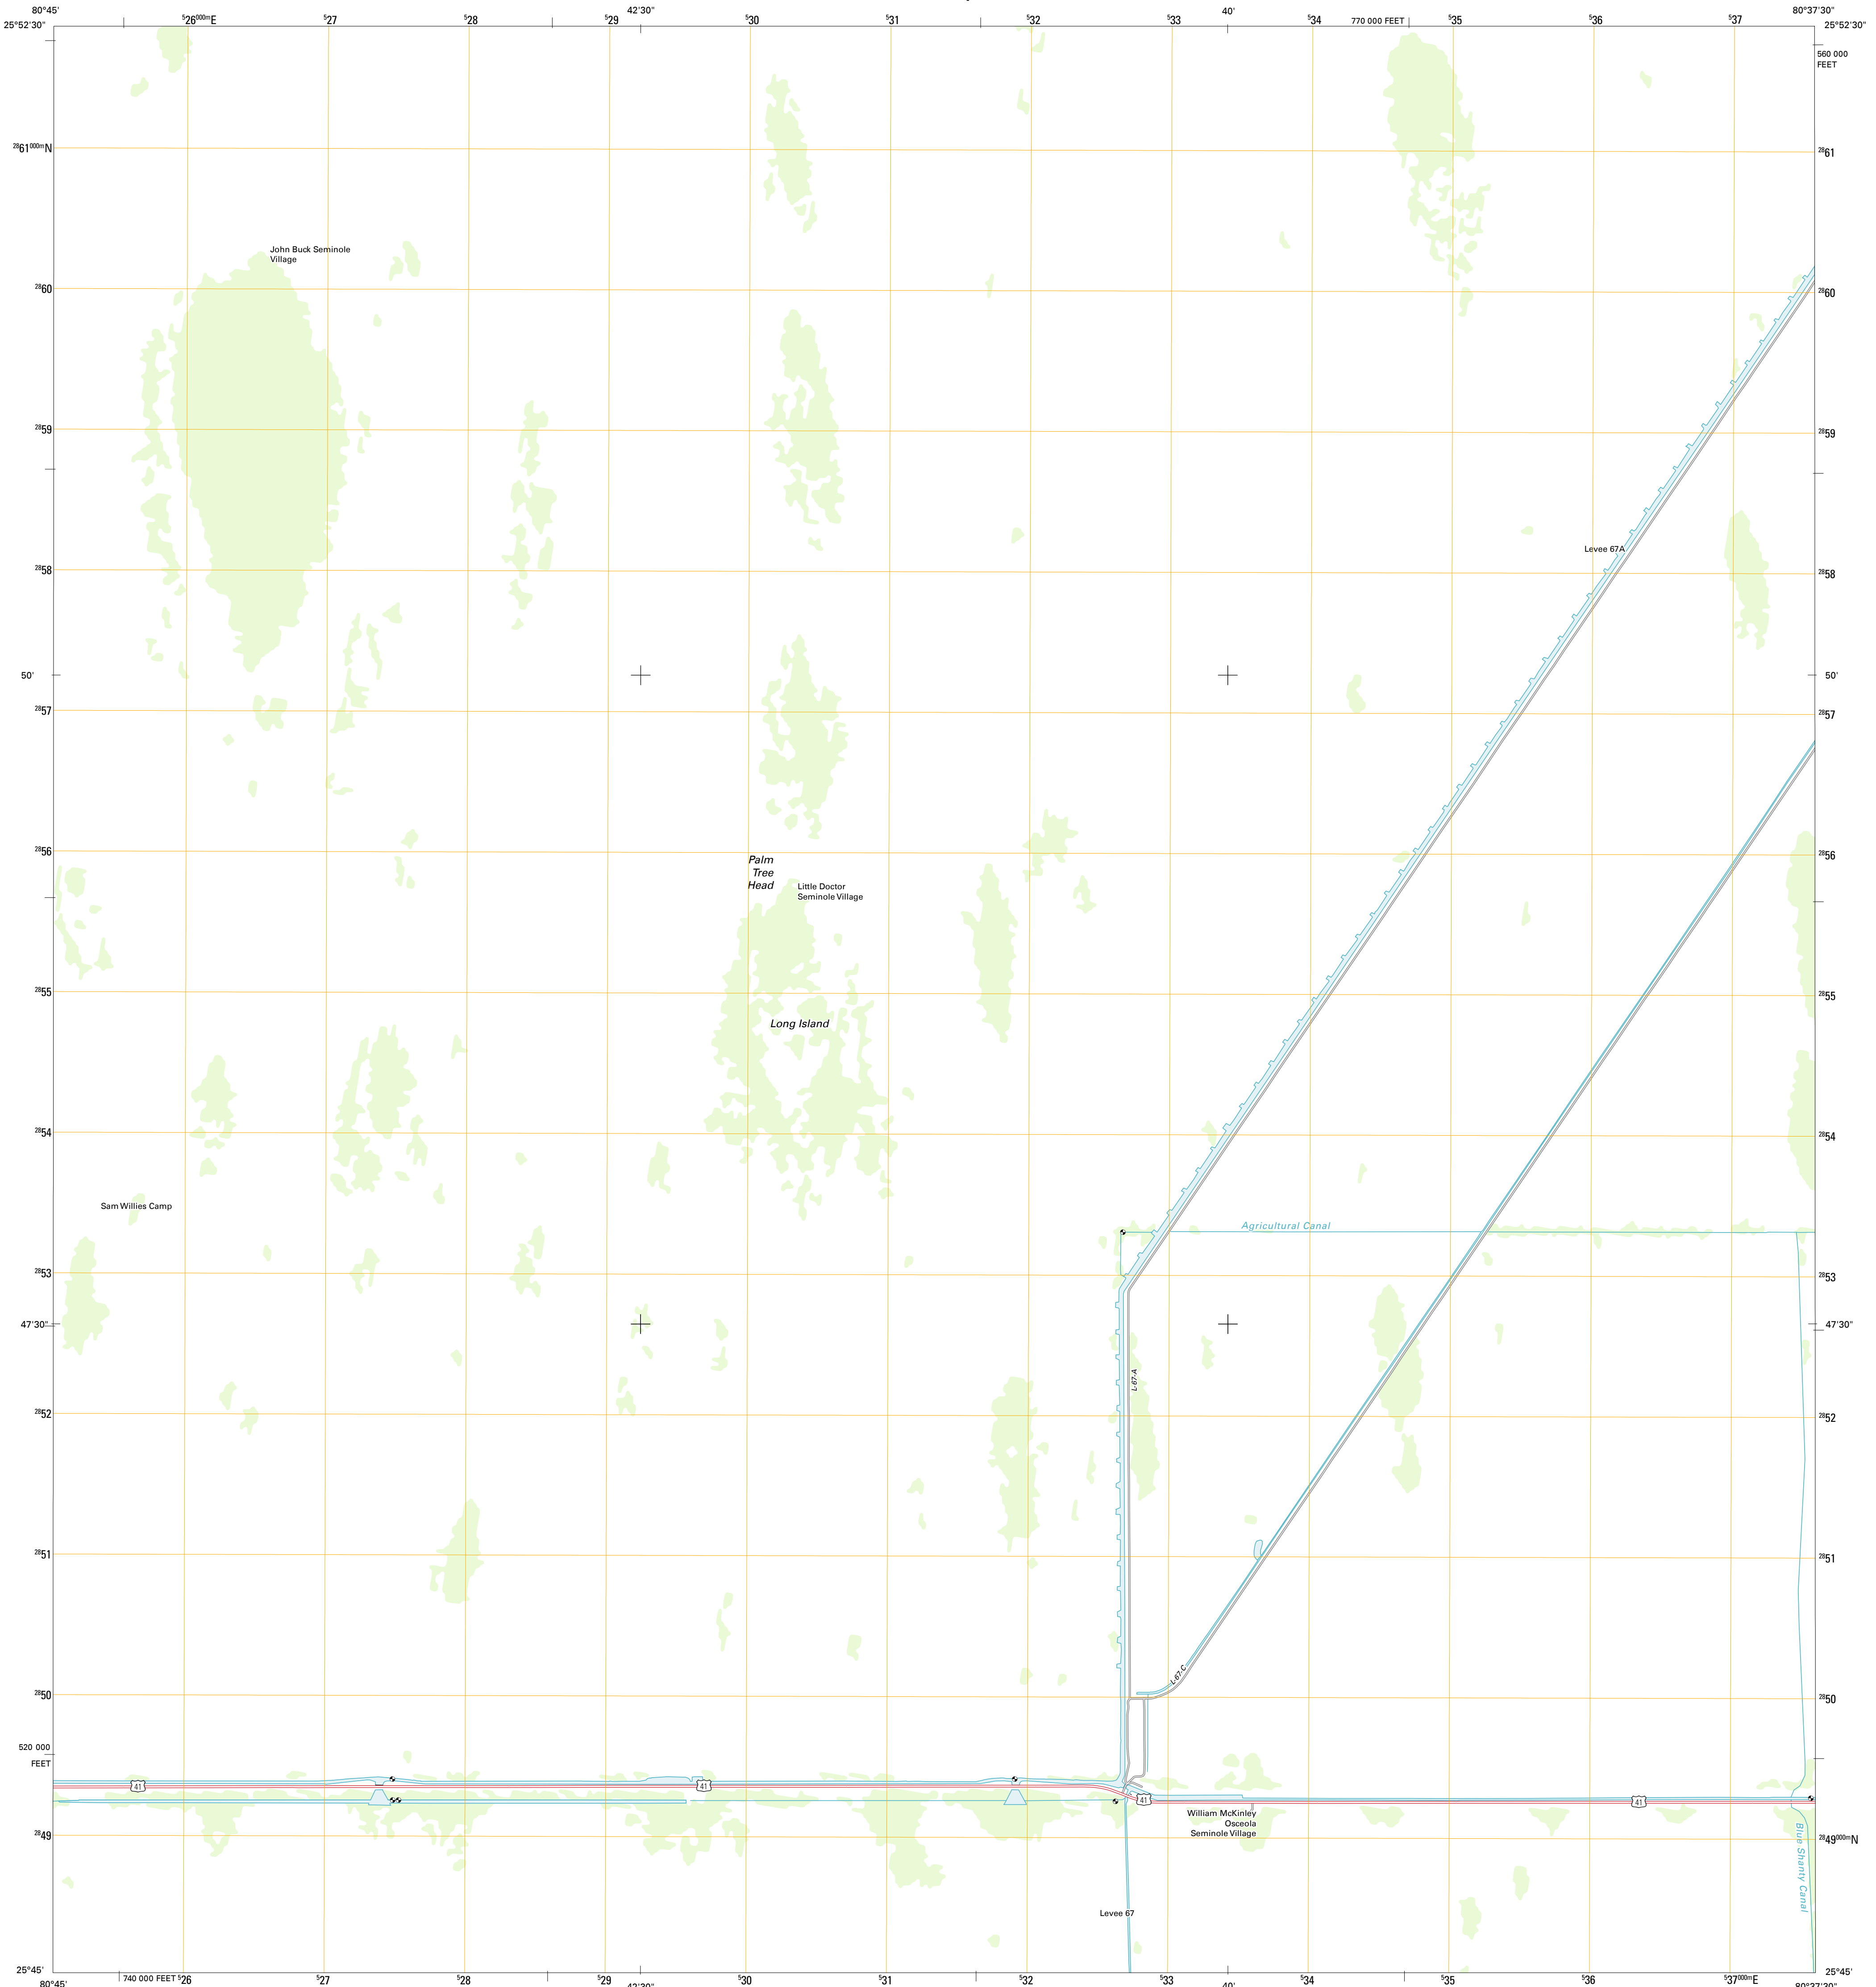 80°45' ⁵26⁰⁰⁰ᵐE ⁵27 ⁵28 ⁵29 42'30" ⁵30 ⁵31 ⁵32 ⁵33 40' ⁵34 770 000 FEET ⁵35 ⁵36 ⁵37 80°37'30"
25°52'30" 25°52'30"
560 000
FEET
²⁸61⁰⁰⁰ᵐN ²⁸61
John Buck Seminole
Village
²⁸60 ²⁸60
²⁸59 ²⁸59
Levee 67A
²⁸58 ²⁸58
50' 50'
²⁸57 ²⁸57
²⁸56 ²⁸56
Palm
Tree
Head
Little Doctor
Seminole Village
²⁸55 ²⁸55
Long Island
²⁸54 ²⁸54
Sam Willies Camp
Agricultural Canal
²⁸53 ²⁸53
47'30" 47'30"
L-67-A
²⁸52 ²⁸52
²⁸51 ²⁸51
L-67-C
²⁸50 ²⁸50
520 000
FEET
41 41 41 41
William McKinley
Osceola
Seminole Village
²⁸49 ²⁸49⁰⁰⁰ᵐN
Blue Shanty Canal
Levee 67
25°45' 25°45'
80°45' 740 000 FEET ⁵26 ⁵27 ⁵28 ⁵29 42'30" ⁵30 ⁵31 ⁵32 ⁵33 40' ⁵34 ⁵35 ⁵36 ⁵37⁰⁰⁰ᵐE 80°37'30"